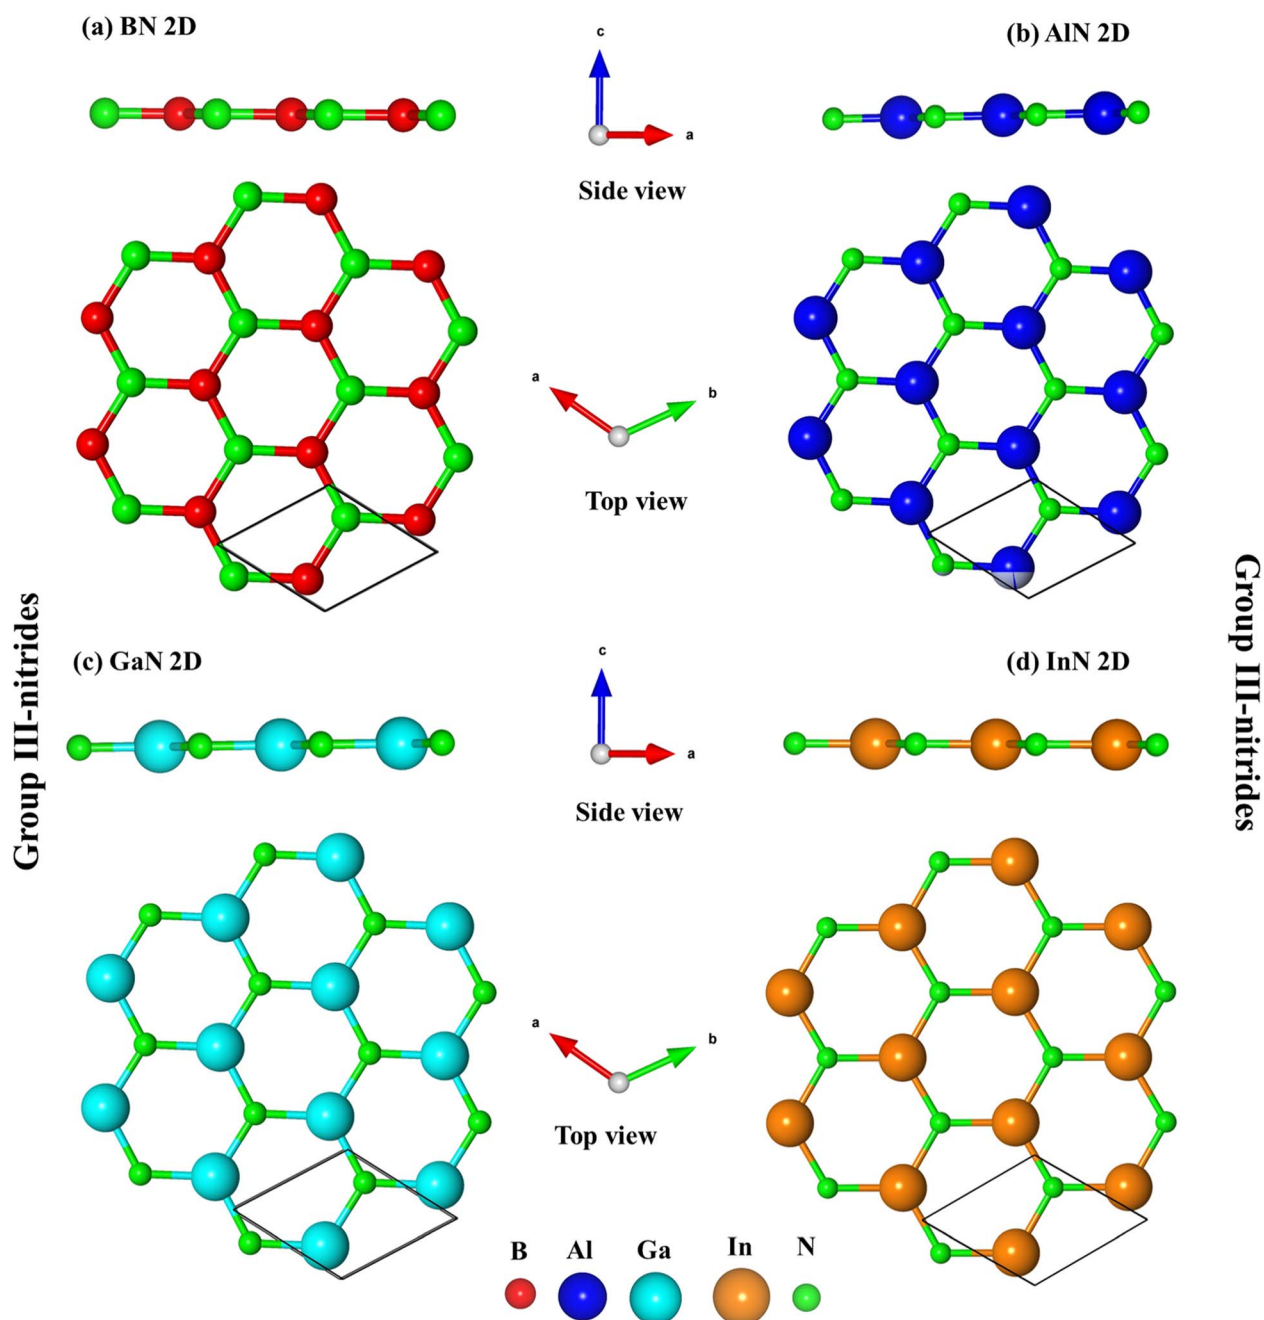 (a) BN 2D
c
a
Side view
(b) AlN 2D
a
b
Top view
Group III-nitrides
Group III-nitrides
(c) GaN 2D
c
a
Side view
(d) InN 2D
a
b
Top view
B
Al
Ga
In
N